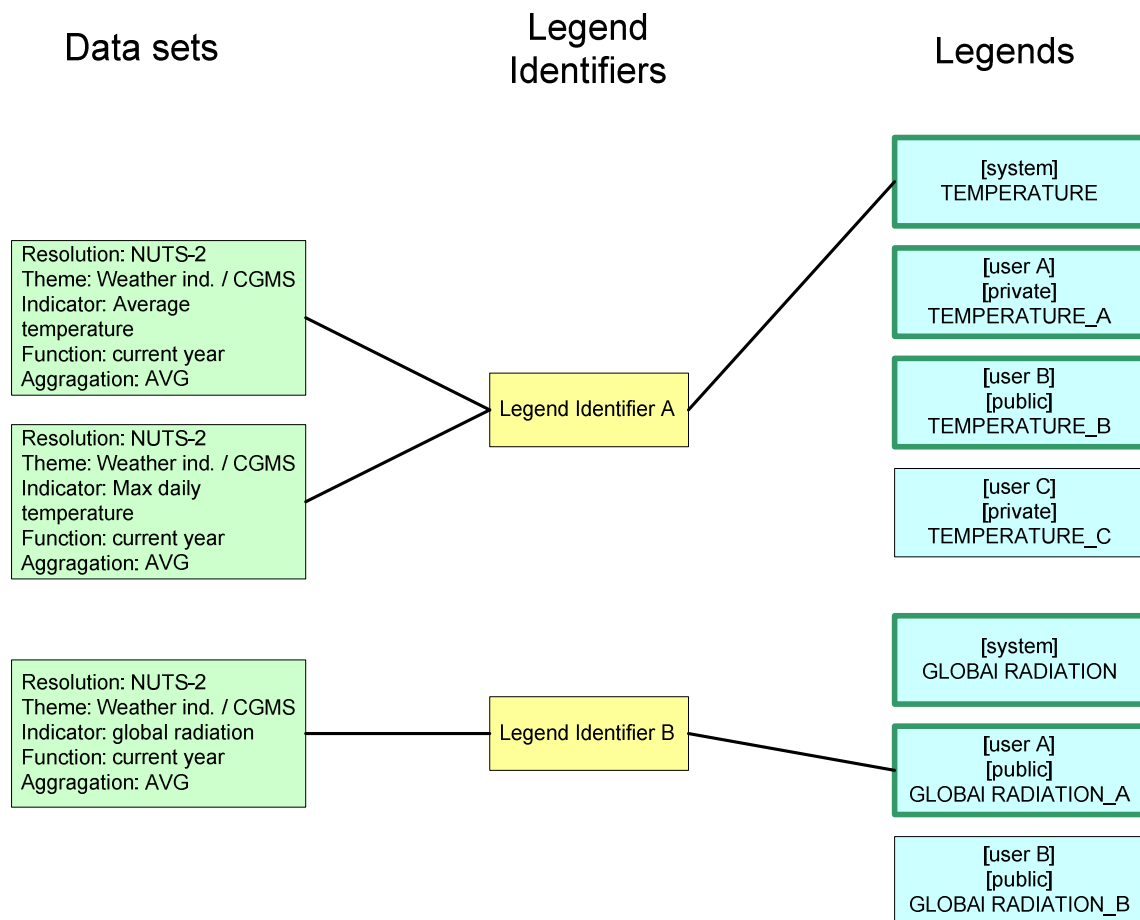 Data sets
Legend
Identifiers
Legends
Resolution: NUTS-2
Theme: Weather ind. / CGMS
Indicator: Average
temperature
Function: current year
Aggragation: AVG
Resolution: NUTS-2
Theme: Weather ind. / CGMS
Indicator: Max daily
temperature
Function: current year
Aggragation: AVG
Resolution: NUTS-2
Theme: Weather ind. / CGMS
Indicator: global radiation
Function: current year
Aggragation: AVG
Legend Identifier A
Legend Identifier B
[system]
TEMPERATURE
[user A]
[private]
TEMPERATURE_A
[user B]
[public]
TEMPERATURE_B
[user C]
[private]
TEMPERATURE_C
[system]
GLOBAl RADIATION
[user A]
[public]
GLOBAl RADIATION_A
[user B]
[public]
GLOBAl RADIATION_B